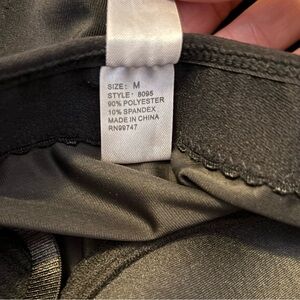 SIZE: M
STYLE: 8095
90% POLYESTER
10% SPANDEX
MADE IN CHINA
RN99747